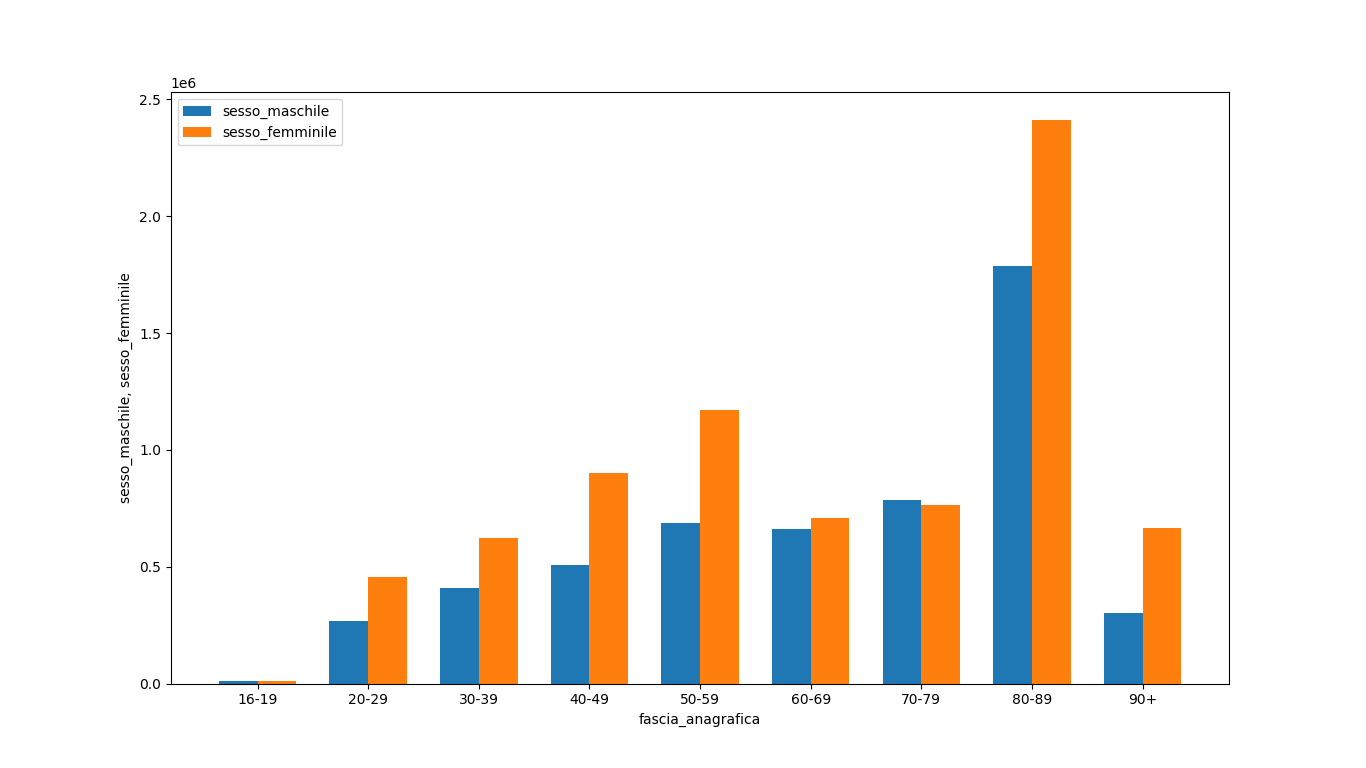 1e6
2.5
2.0
1.5
1.0
0.5
0.0
sesso_maschile
sesso_femminile
sesso_maschile, sesso_femminile
16-19 20-29 30-39 40-49 50-59 60-69 70-79 80-89 90+
fascia_anagrafica